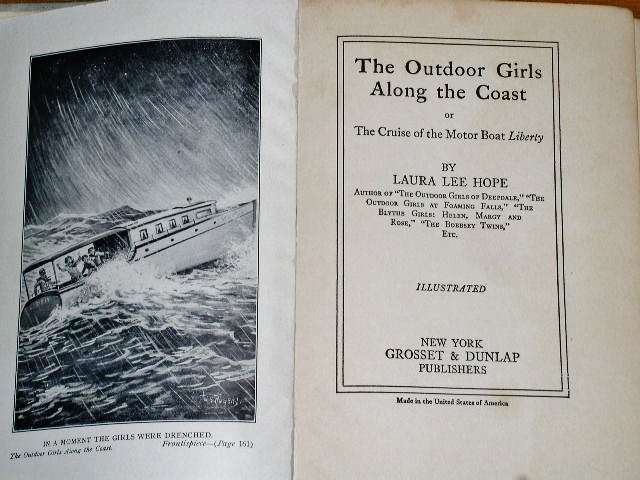 IN A MOMENT THE GIRLS WERE DRENCHED.
The Outdoor Girls Along the Coast. Frontispiece—(Page 161)
The Outdoor Girls
Along the Coast
or
The Cruise of the Motor Boat Liberty
BY
LAURA LEE HOPE
AUTHOR OF "THE OUTDOOR GIRLS OF DEEPDALE," "THE
OUTDOOR GIRLS AT FOAMING FALLS," "THE
BLYTHE GIRLS: HELEN, MARGY AND
ROSE," "THE BOBBSEY TWINS,"
ETC.
ILLUSTRATED
NEW YORK
GROSSET & DUNLAP
PUBLISHERS
Made in the United States of America